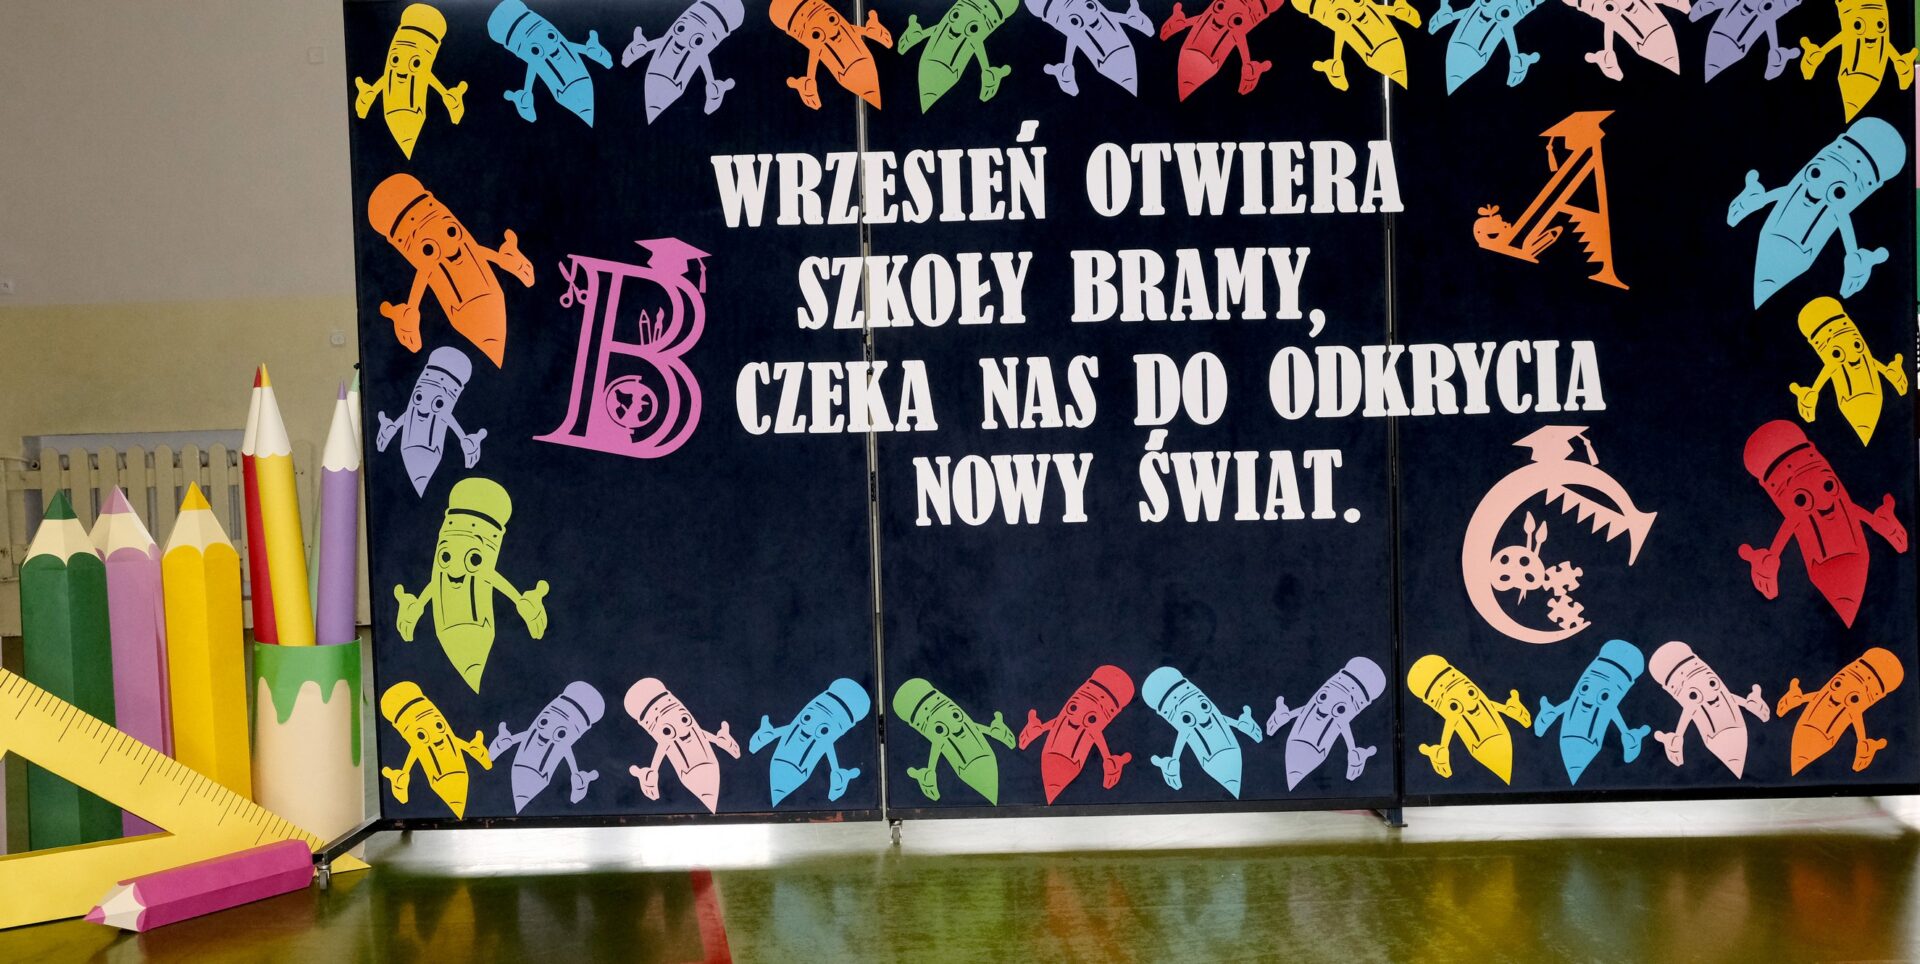 WRZESIEŃ OTWIERA
SZKOŁY BRAMY,
CZEKA NAS DO ODKRYCIA
NOWY ŚWIAT.
A
B
C